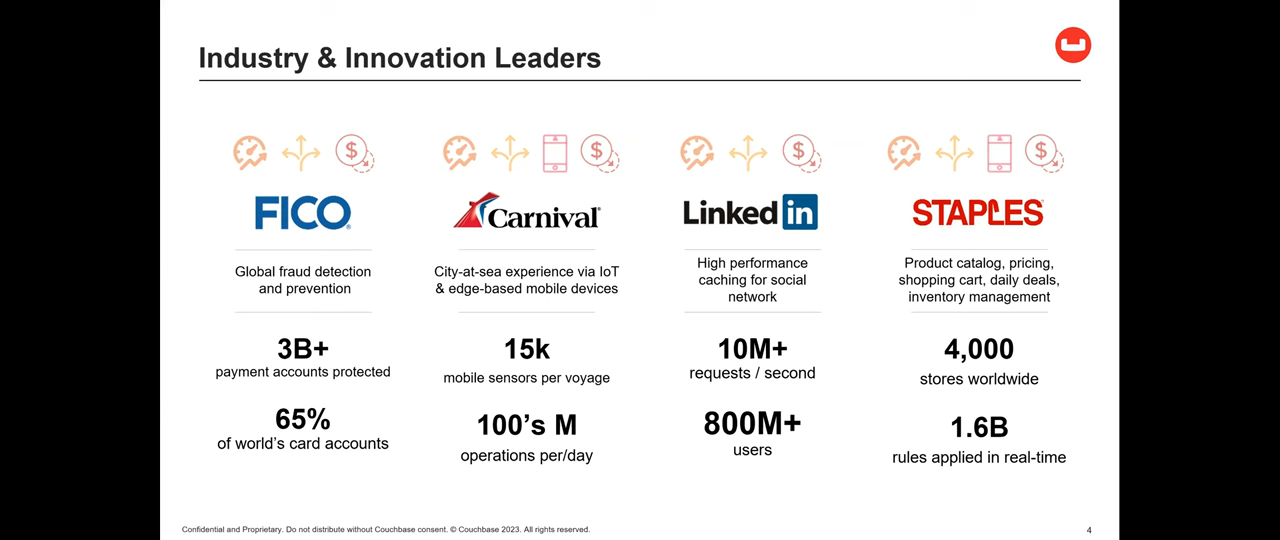 Industry & Innovation Leaders
FICO®
Global fraud detection
and prevention
3B+
payment accounts protected
65%
of world's card accounts
Carnival®
City-at-sea experience via IoT
& edge-based mobile devices
15k
mobile sensors per voyage
100's M
operations per/day
Linked in
High performance
caching for social
network
10M+
requests / second
800M+
users
STAPLES
Product catalog, pricing,
shopping cart, daily deals,
inventory management
4,000
stores worldwide
1.6B
rules applied in real-time
Confidential and Proprietary. Do not distribute without Couchbase consent. © Couchbase 2023. All rights reserved.
4